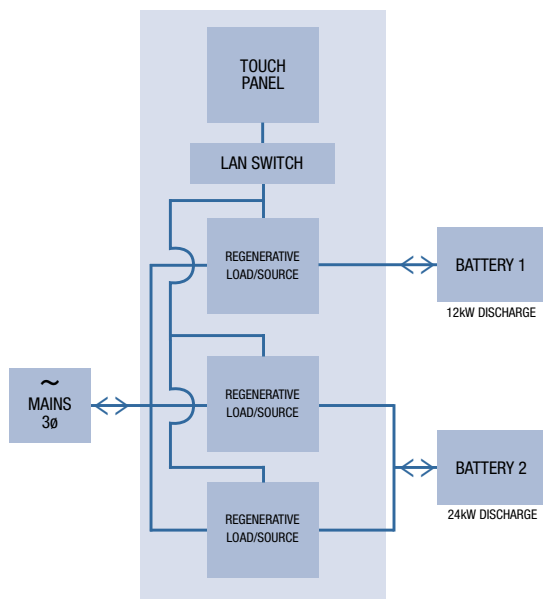 TOUCH
PANEL
LAN SWITCH
REGENERATIVE
LOAD/SOURCE
BATTERY 1
12kW DISCHARGE
~
MAINS
3ø
REGENERATIVE
LOAD/SOURCE
BATTERY 2
24kW DISCHARGE
REGENERATIVE
LOAD/SOURCE